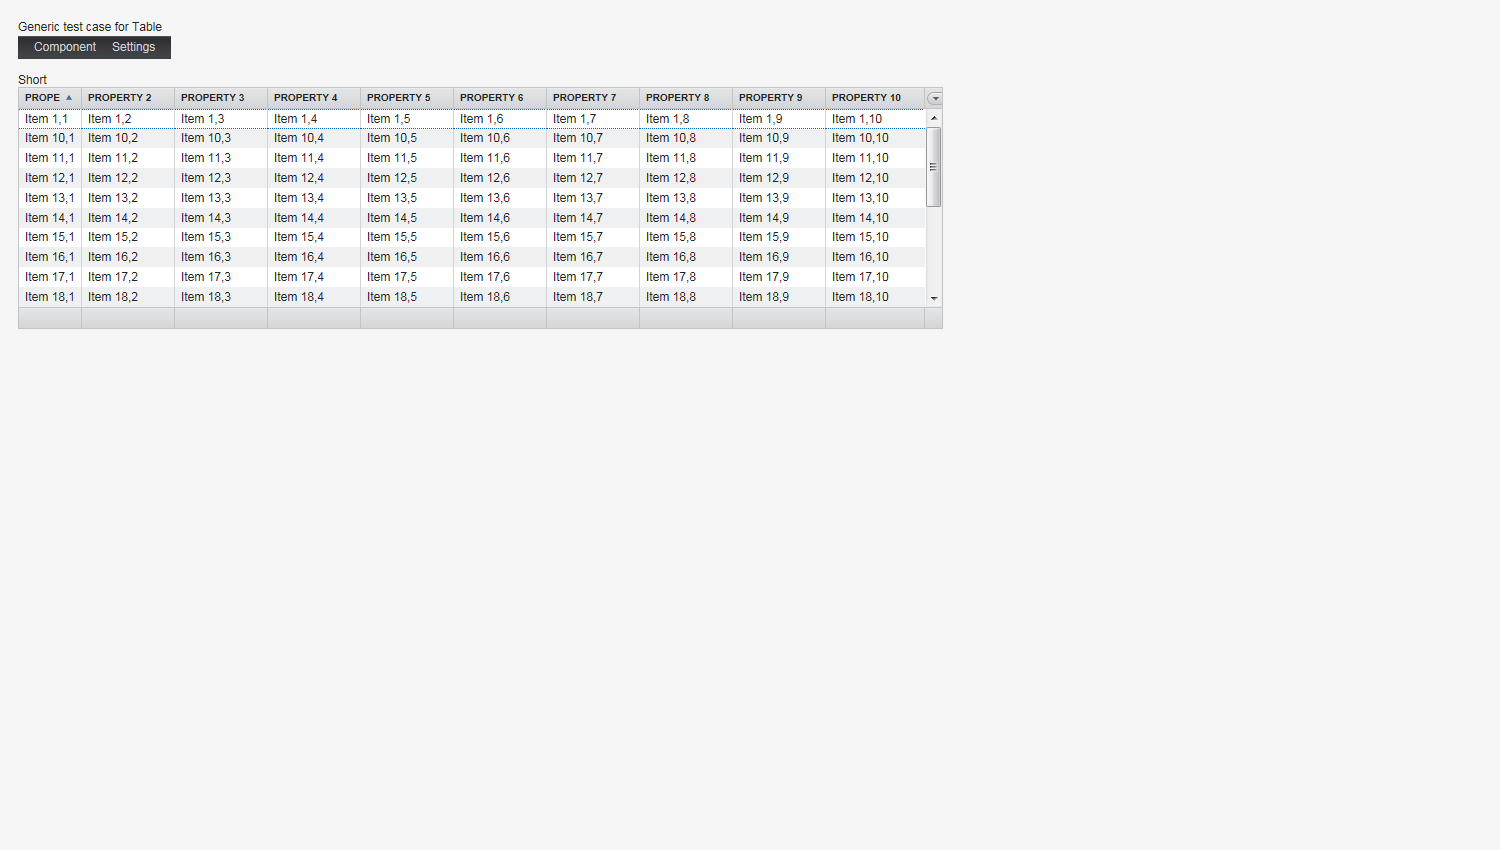 Generic test case for Table
Component Settings
Short
PROPE PROPERTY 2 PROPERTY 3 PROPERTY 4 PROPERTY 5 PROPERTY 6 PROPERTY 7 PROPERTY 8 PROPERTY 9 PROPERTY 10
Item 1,1 Item 1,2 Item 1,3 Item 1,4 Item 1,5 Item 1,6 Item 1,7 Item 1,8 Item 1,9 Item 1,10
Item 10,1 Item 10,2 Item 10,3 Item 10,4 Item 10,5 Item 10,6 Item 10,7 Item 10,8 Item 10,9 Item 10,10
Item 11,1 Item 11,2 Item 11,3 Item 11,4 Item 11,5 Item 11,6 Item 11,7 Item 11,8 Item 11,9 Item 11,10
Item 12,1 Item 12,2 Item 12,3 Item 12,4 Item 12,5 Item 12,6 Item 12,7 Item 12,8 Item 12,9 Item 12,10
Item 13,1 Item 13,2 Item 13,3 Item 13,4 Item 13,5 Item 13,6 Item 13,7 Item 13,8 Item 13,9 Item 13,10
Item 14,1 Item 14,2 Item 14,3 Item 14,4 Item 14,5 Item 14,6 Item 14,7 Item 14,8 Item 14,9 Item 14,10
Item 15,1 Item 15,2 Item 15,3 Item 15,4 Item 15,5 Item 15,6 Item 15,7 Item 15,8 Item 15,9 Item 15,10
Item 16,1 Item 16,2 Item 16,3 Item 16,4 Item 16,5 Item 16,6 Item 16,7 Item 16,8 Item 16,9 Item 16,10
Item 17,1 Item 17,2 Item 17,3 Item 17,4 Item 17,5 Item 17,6 Item 17,7 Item 17,8 Item 17,9 Item 17,10
Item 18,1 Item 18,2 Item 18,3 Item 18,4 Item 18,5 Item 18,6 Item 18,7 Item 18,8 Item 18,9 Item 18,10